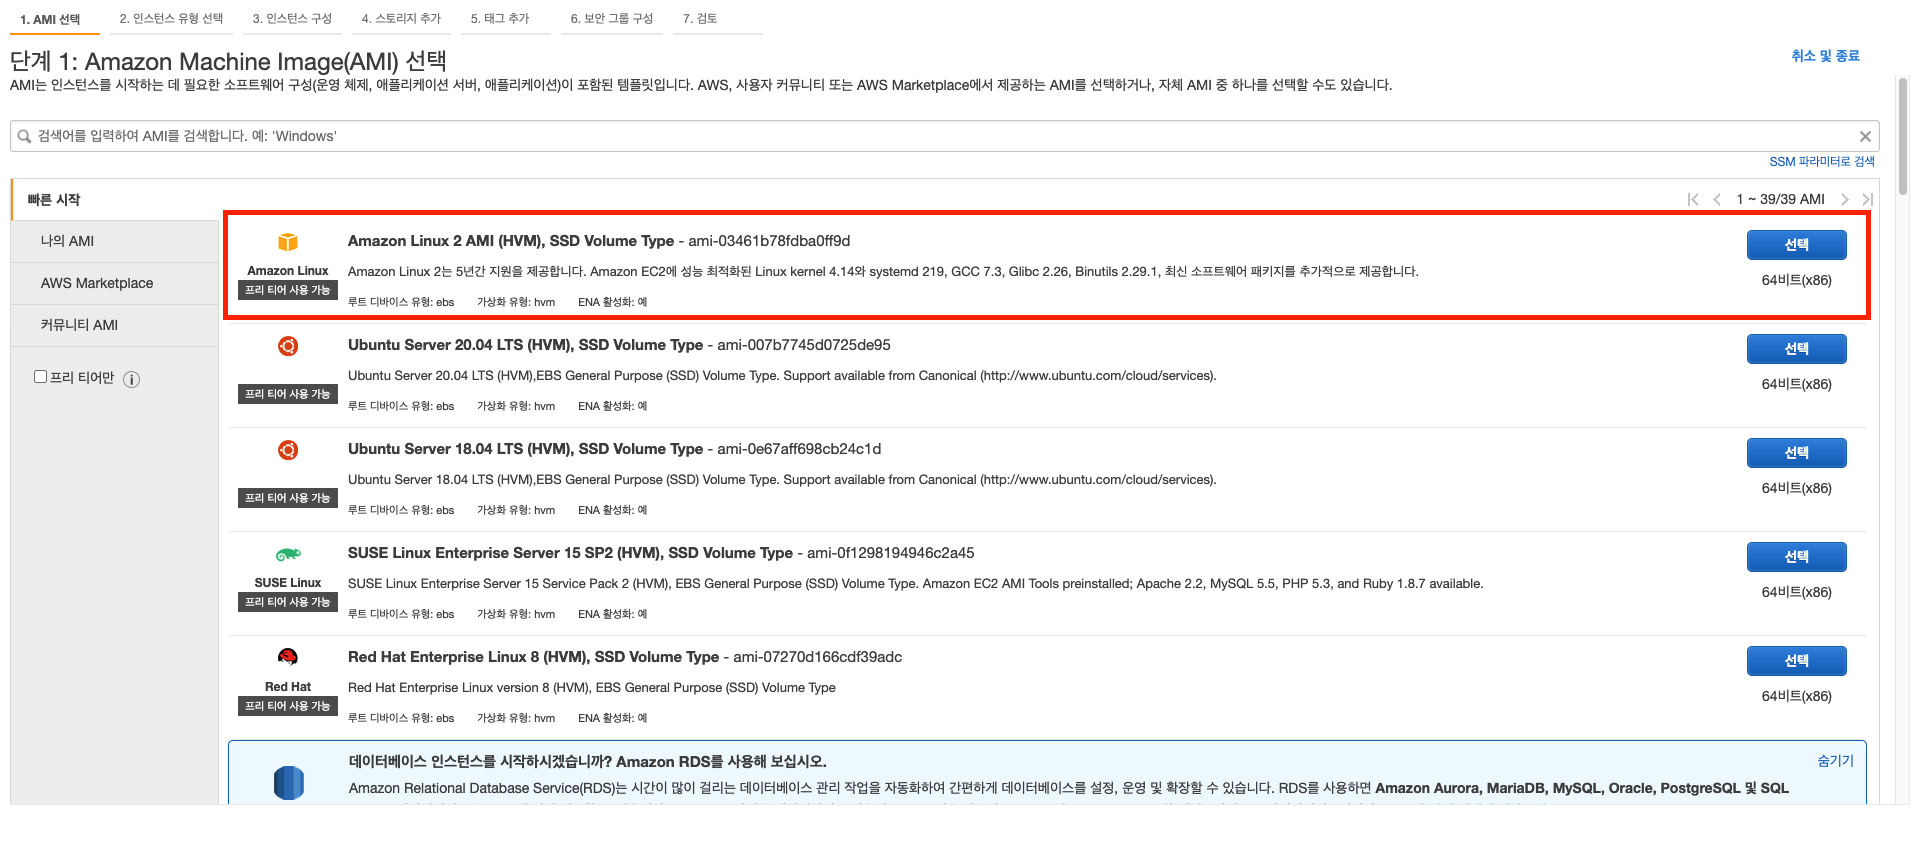 1. AMI 선택
2. 인스턴스 유형 선택
3. 인스턴스 구성
4. 스토리지 추가
5. 태그 추가
6. 보안 그룹 구성
7. 검토
단계 1: Amazon Machine Image(AMI) 선택
취소 및 종료
AMI는 인스턴스를 시작하는 데 필요한 소프트웨어 구성(운영 체제, 애플리케이션 서버, 애플리케이션)이 포함된 템플릿입니다. AWS, 사용자 커뮤니티 또는 AWS Marketplace에서 제공하는 AMI를 선택하거나, 자체 AMI 중 하나를 선택할 수도 있습니다.
검색어를 입력하여 AMI를 검색합니다. 예: 'Windows'
SSM 파라미터로 검색
빠른 시작
나의 AMI
AWS Marketplace
커뮤니티 AMI
프리 티어만
1 ~ 39/39 AMI
Amazon Linux
프리 티어 사용 가능
Amazon Linux 2 AMI (HVM), SSD Volume Type - ami-03461b78fdba0ff9d
Amazon Linux 2는 5년간 지원을 제공합니다. Amazon EC2에 성능 최적화된 Linux kernel 4.14와 systemd 219, GCC 7.3, Glibc 2.26, Binutils 2.29.1, 최신 소프트웨어 패키지를 추가적으로 제공합니다.
루트 디바이스 유형: ebs 가상화 유형: hvm ENA 활성화: 예
선택
64비트(x86)
프리 티어 사용 가능
Ubuntu Server 20.04 LTS (HVM), SSD Volume Type - ami-007b7745d0725de95
Ubuntu Server 20.04 LTS (HVM),EBS General Purpose (SSD) Volume Type. Support available from Canonical (http://www.ubuntu.com/cloud/services).
루트 디바이스 유형: ebs 가상화 유형: hvm ENA 활성화: 예
선택
64비트(x86)
프리 티어 사용 가능
Ubuntu Server 18.04 LTS (HVM), SSD Volume Type - ami-0e67aff698cb24c1d
Ubuntu Server 18.04 LTS (HVM),EBS General Purpose (SSD) Volume Type. Support available from Canonical (http://www.ubuntu.com/cloud/services).
루트 디바이스 유형: ebs 가상화 유형: hvm ENA 활성화: 예
선택
64비트(x86)
SUSE Linux
프리 티어 사용 가능
SUSE Linux Enterprise Server 15 SP2 (HVM), SSD Volume Type - ami-0f1298194946c2a45
SUSE Linux Enterprise Server 15 Service Pack 2 (HVM), EBS General Purpose (SSD) Volume Type. Amazon EC2 AMI Tools preinstalled; Apache 2.2, MySQL 5.5, PHP 5.3, and Ruby 1.8.7 available.
루트 디바이스 유형: ebs 가상화 유형: hvm ENA 활성화: 예
선택
64비트(x86)
Red Hat
프리 티어 사용 가능
Red Hat Enterprise Linux 8 (HVM), SSD Volume Type - ami-07270d166cdf39adc
Red Hat Enterprise Linux version 8 (HVM), EBS General Purpose (SSD) Volume Type
루트 디바이스 유형: ebs 가상화 유형: hvm ENA 활성화: 예
선택
64비트(x86)
데이터베이스 인스턴스를 시작하시겠습니까? Amazon RDS를 사용해 보십시오.
숨기기
Amazon Relational Database Service(RDS)는 시간이 많이 걸리는 데이터베이스 관리 작업을 자동화하여 간편하게 데이터베이스를 설정, 운영 및 확장할 수 있습니다. RDS를 사용하면 Amazon Aurora, MariaDB, MySQL, Oracle, PostgreSQL 및 SQL